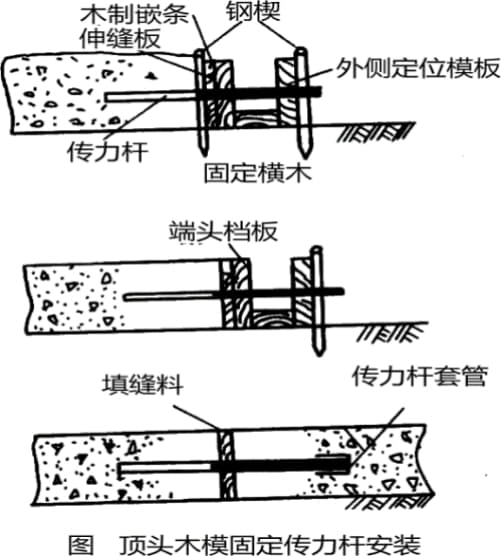 木制嵌条
钢楔
伸缝板
外侧定位模板
传力杆
固定横木
端头档板
填缝料
传力杆套管
图 顶头木模固定传力杆安装